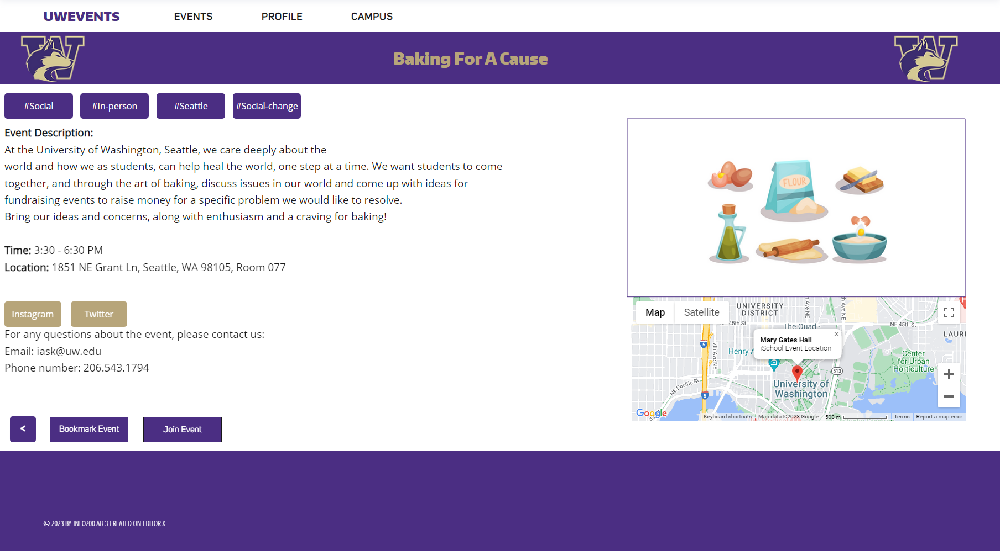 UWEVENTS
EVENTS
PROFILE
CAMPUS
Baking For A Cause
#Social
#In-person
#Seattle
#Social-change
Event Description:
At the University of Washington, Seattle, we care deeply about the
world and how we as students, can help heal the world, one step at a time. We want students to come
together, and through the art of baking, discuss issues in our world and come up with ideas for
fundraising events to raise money for a specific problem we would like to resolve.
Bring our ideas and concerns, along with enthusiasm and a craving for baking!
Time: 3:30 - 6:30 PM
Location: 1851 NE Grant Ln, Seattle, WA 98105, Room 077
Instagram
Twitter
For any questions about the event, please contact us:
Email: iask@uw.edu
Phone number: 206.543.1794
<
Bookmark Event
Join Event
FLOUR
Map
Satellite
UNIVERSITY
DISTRICT
Ave NE
Ave NE
NE 45th St
NE 45th St
The Quad -
LAURI
Mary Gates Hall
iSchool Event Location
5
7th Ave NE
Henry A
Center
for Urban
Horticulture
513
University of
Washington
NE Pacific St
5
Google
Keyboard shortcuts
Map data ©2023 Google
500 m
Terms
Report a map error
© 2023 BY INFO200 AB-3 CREATED ON EDITOR X.